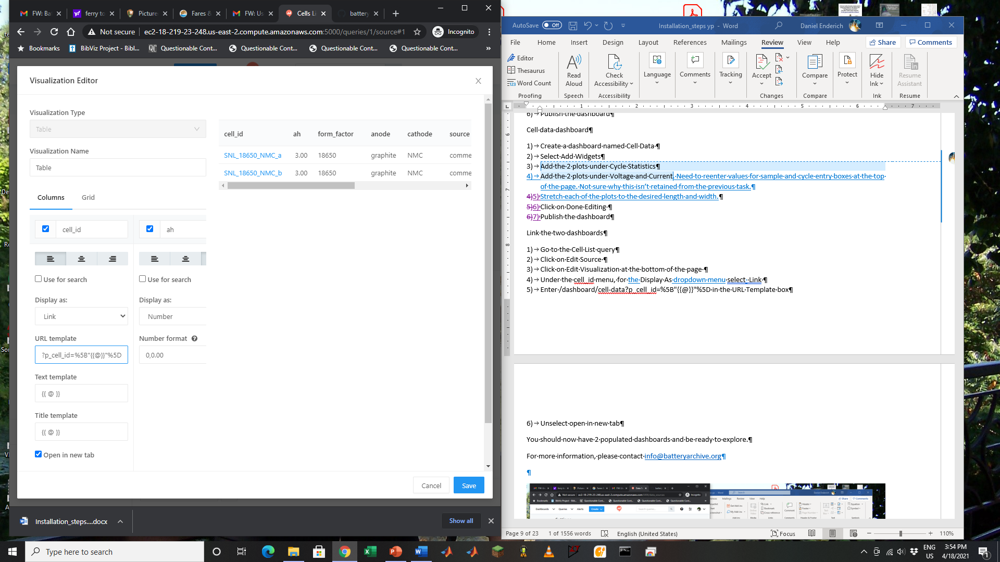 FW: Ba
ferry to
Picture
Fares &
FW: Us
Cells Li
battery
Not secure
ec2-18-219-23-248.us-east-2.compute.amazonaws.com:5000/queries/1/source#1
Incognito
Bookmarks
BibViz Project - Bibl...
Questionable Cont...
Questionable Cont...
Questionable Cont...
Questionable Cont...
Visualization Editor
Visualization Type
Table
Visualization Name
Table
Columns
Grid
cell_id
ah
Use for search
Use for search
Display as:
Display as:
Link
Number
URL template
Number format
?p_cell_id=%5B"{{@}}"%5D
0,0.00
Text template
{{ @ }}
Title template
{{ @ }}
Open in new tab
cell_id ah form_factor anode cathode source
SNL_18650_NMC_a 3.00 18650 graphite NMC comme
SNL_18650_NMC_b 3.00 18650 graphite NMC comme
Cancel
Save
Installation_steps....docx
Show all
AutoSave Off
Installation_steps yp - Word
Daniel Enderich
File Home Insert Design Layout References Mailings Review View Help
Share
Comments
Editor
Thesaurus
Word Count
Proofing
Read Aloud
Speech
Check Accessibility
Accessibility
Language
Comments
Tracking
Accept
Changes
Compare
Compare
Protect
Hide Ink
Ink
Resume Assistant
Resume
6) → Publish·the·dashboard¶
Cell·data·dashboard¶
1) → Create·a·dashboard·named·Cell·Data·¶
2) → Select·Add·Widgets¶
3) → Add·the·2·plots·under·Cycle·Statistics¶
4) → Add·the·2·plots·under·Voltage·and·Current.·Need·to·reenter·values·for·sample·and·cycle·entry·boxes·at·the·top·
of·the·page.·Not·sure·why·this·isn't·retained·from·the·previous·task.¶
4)5) Stretch·each·of·the·plots·to·the·desired·length·and·width.·¶
5)6) Click·on·Done·Editing·¶
6)7) Publish·the·dashboard¶
Link·the·two·dashboards¶
1) → Go·to·the·Cell·List·query¶
2) → Click·on·Edit·Source·¶
3) → Click·on·Edit·Visualization·at·the·bottom·of·the·page·¶
4) → Under·the·cell_id·menu,·for·the·Display·As·dropdown·menu·select··Link·¶
5) → Enter·/dashboard/cell-data?p_cell_id=%5B"{{@}}"%5D·in·the·URL·Template·box¶
6) → Unselect·open·in·new·tab¶
You·should·now·have·2·populated·dashboards·and·be·ready·to·explore.¶
For·more·information,·please·contact·info@batteryarchive.org¶
¶
Page 9 of 23
1 of 1556 words
English (United States)
Focus
110%
Type here to search
ENG
US
3:54 PM
4/18/2021